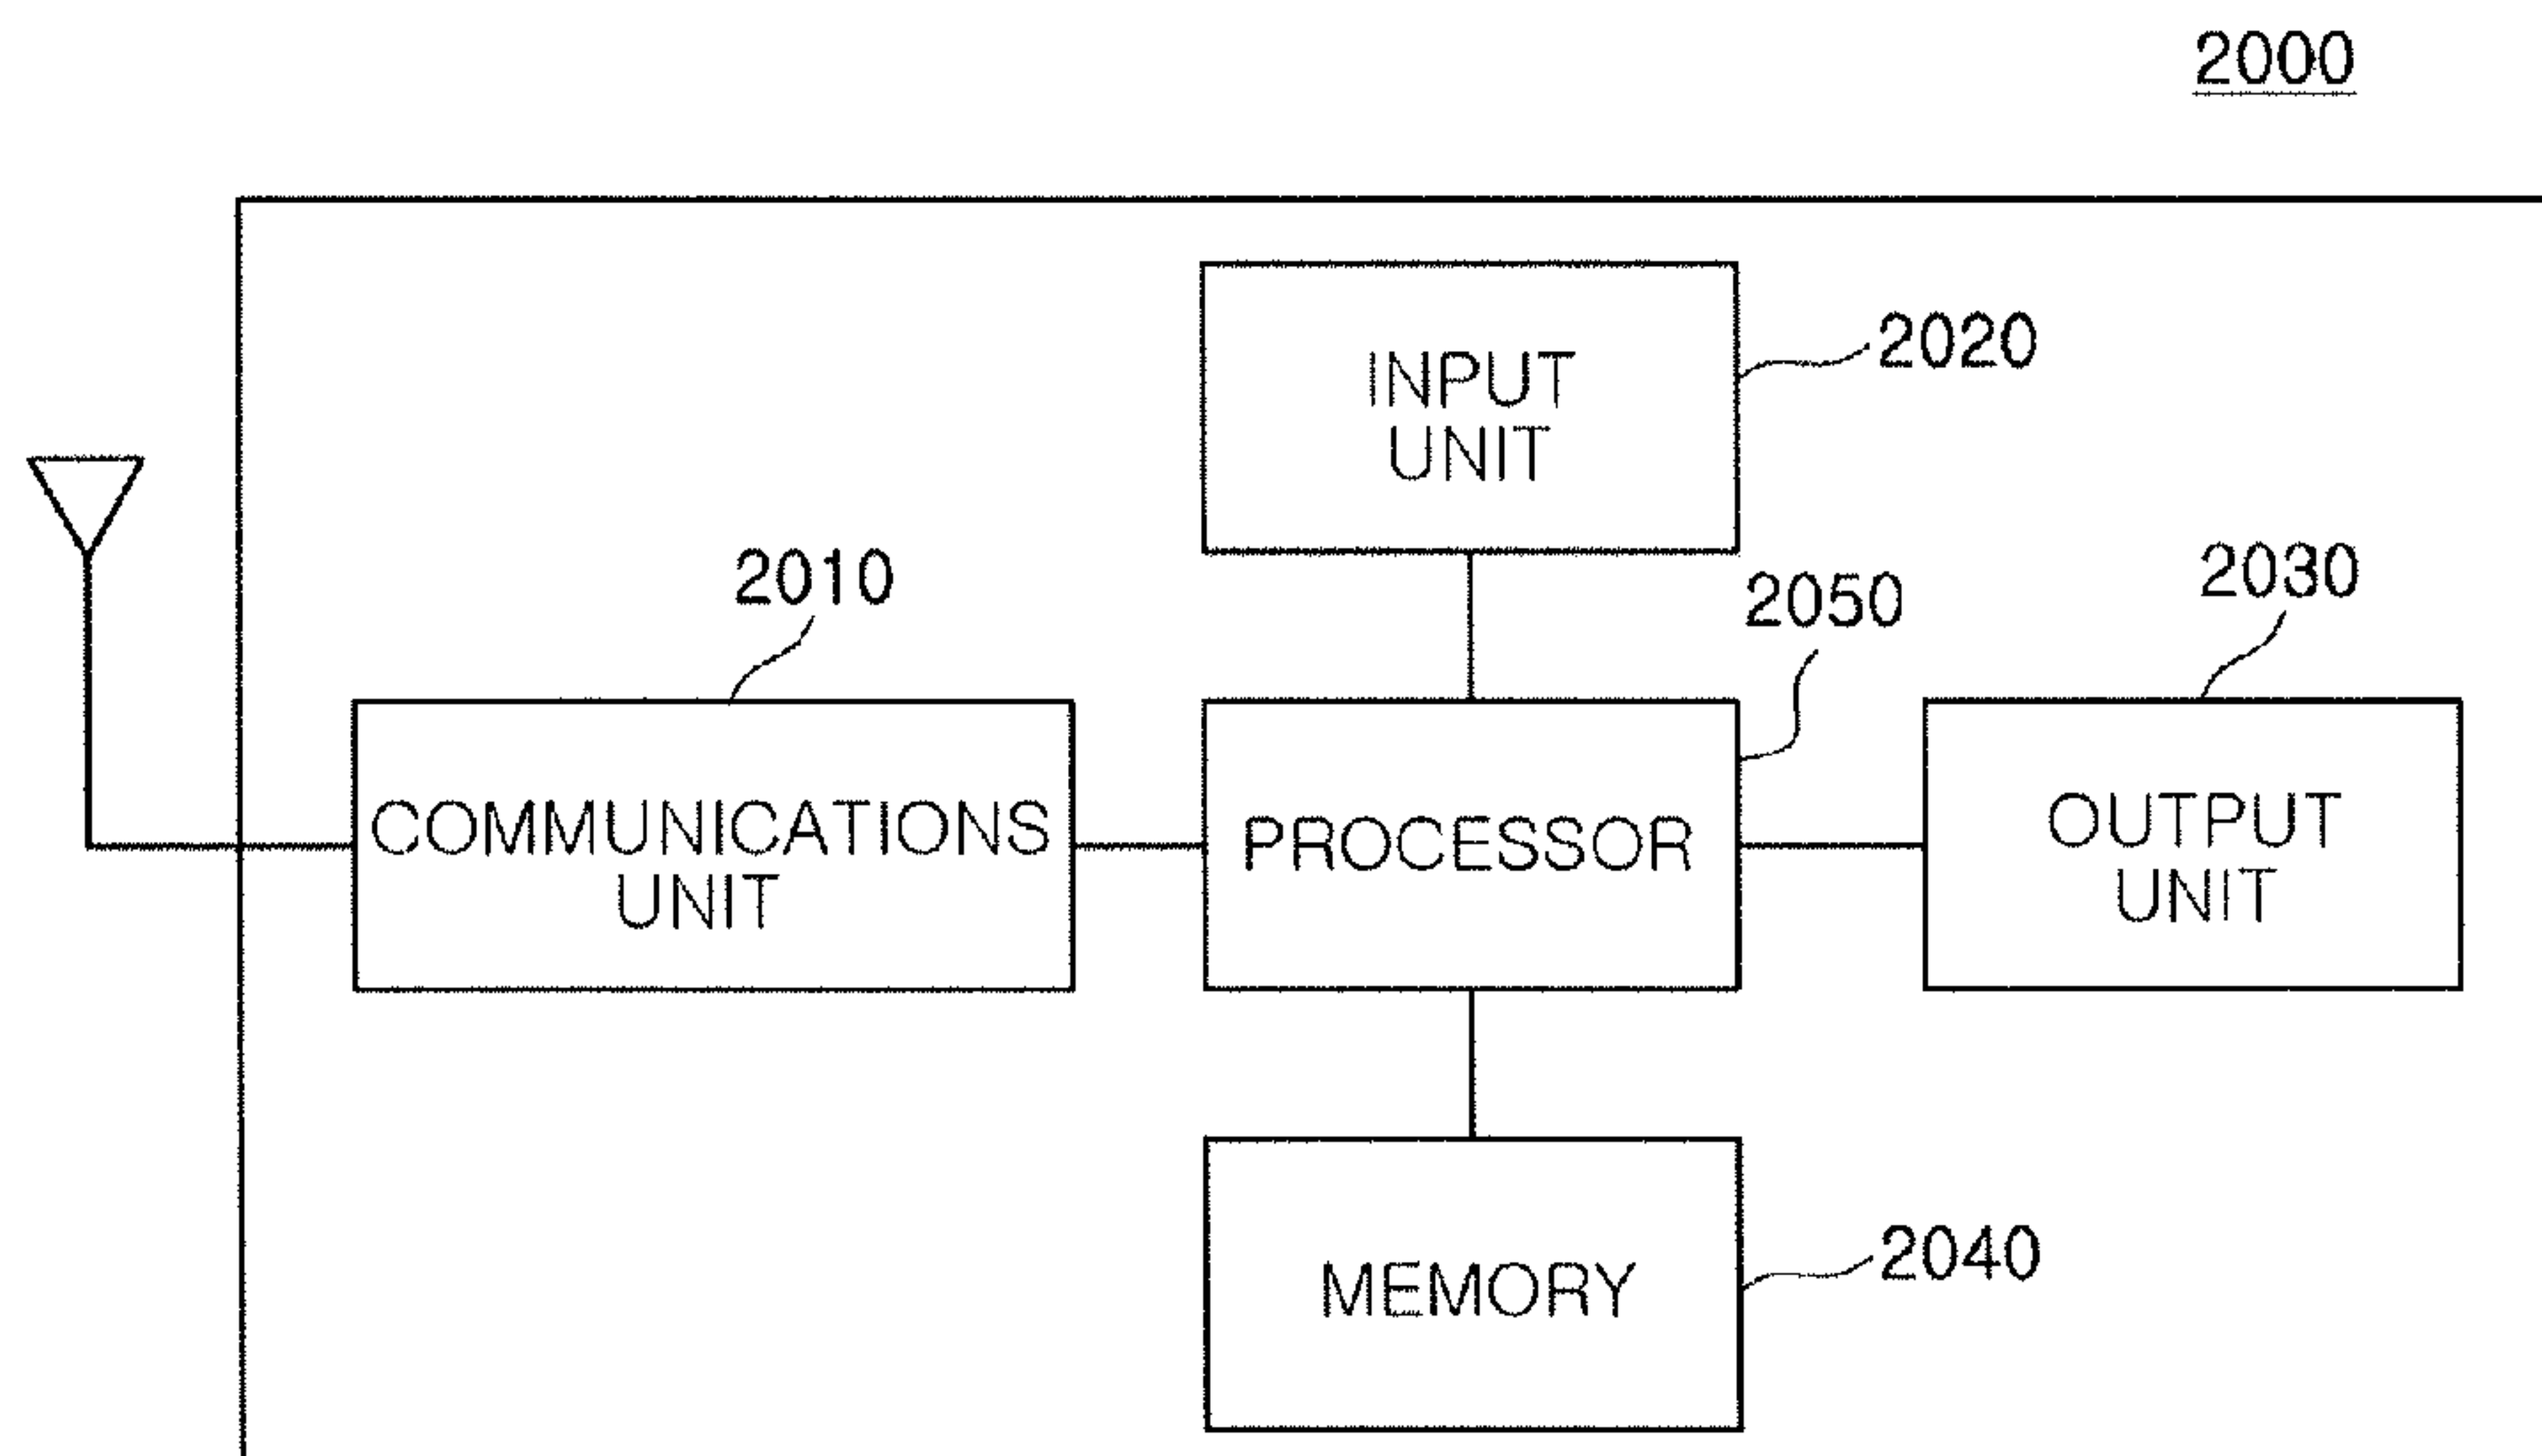 2000
INPUT
UNIT
2020
2010
2050
2030
COMMUNICATIONS
UNIT
PROCESSOR
OUTPUT
UNIT
MEMORY
2040